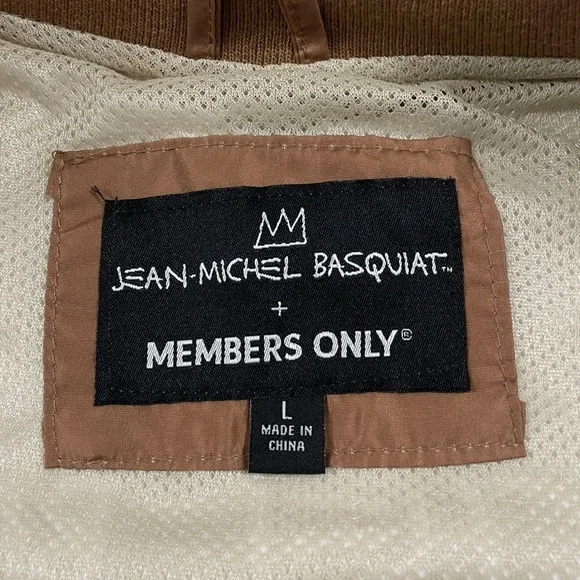 JEAN-MICHEL BASQUIAT™
+
MEMBERS ONLY®
L
MADE IN
CHINA